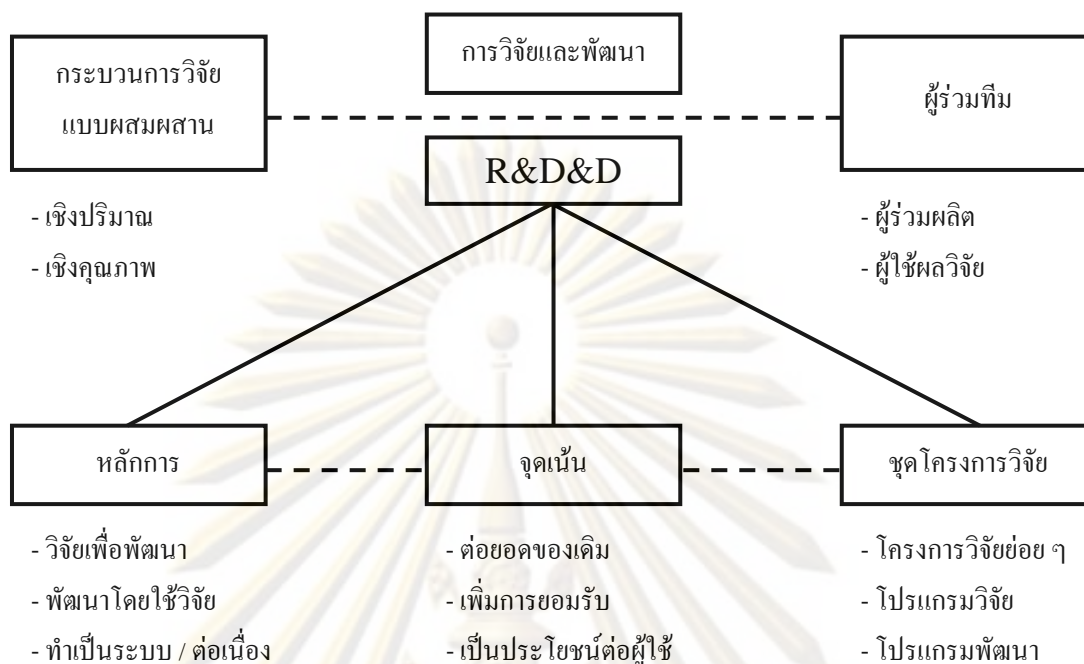 กระบวนการวิจัย
แบบผสมผสาน
การวิจัยและพัฒนา
ผู้ร่วมทีม
R&D&D
- เชิงปริมาณ
- เชิงคุณภาพ
- ผู้ร่วมผลิต
- ผู้ใช้ผลวิจัย
หลักการ
จุดเน้น
ชุดโครงการวิจัย
- วิจัยเพื่อพัฒนา
- พัฒนาโดยใช้วิจัย
- ทำเป็นระบบ / ต่อเนื่อง
- ต่อยอดของเดิม
- เพิ่มการยอมรับ
- เป็นประโยชน์ต่อผู้ใช้
- โครงการวิจัยย่อย ๆ
- โปรแกรมวิจัย
- โปรแกรมพัฒนา